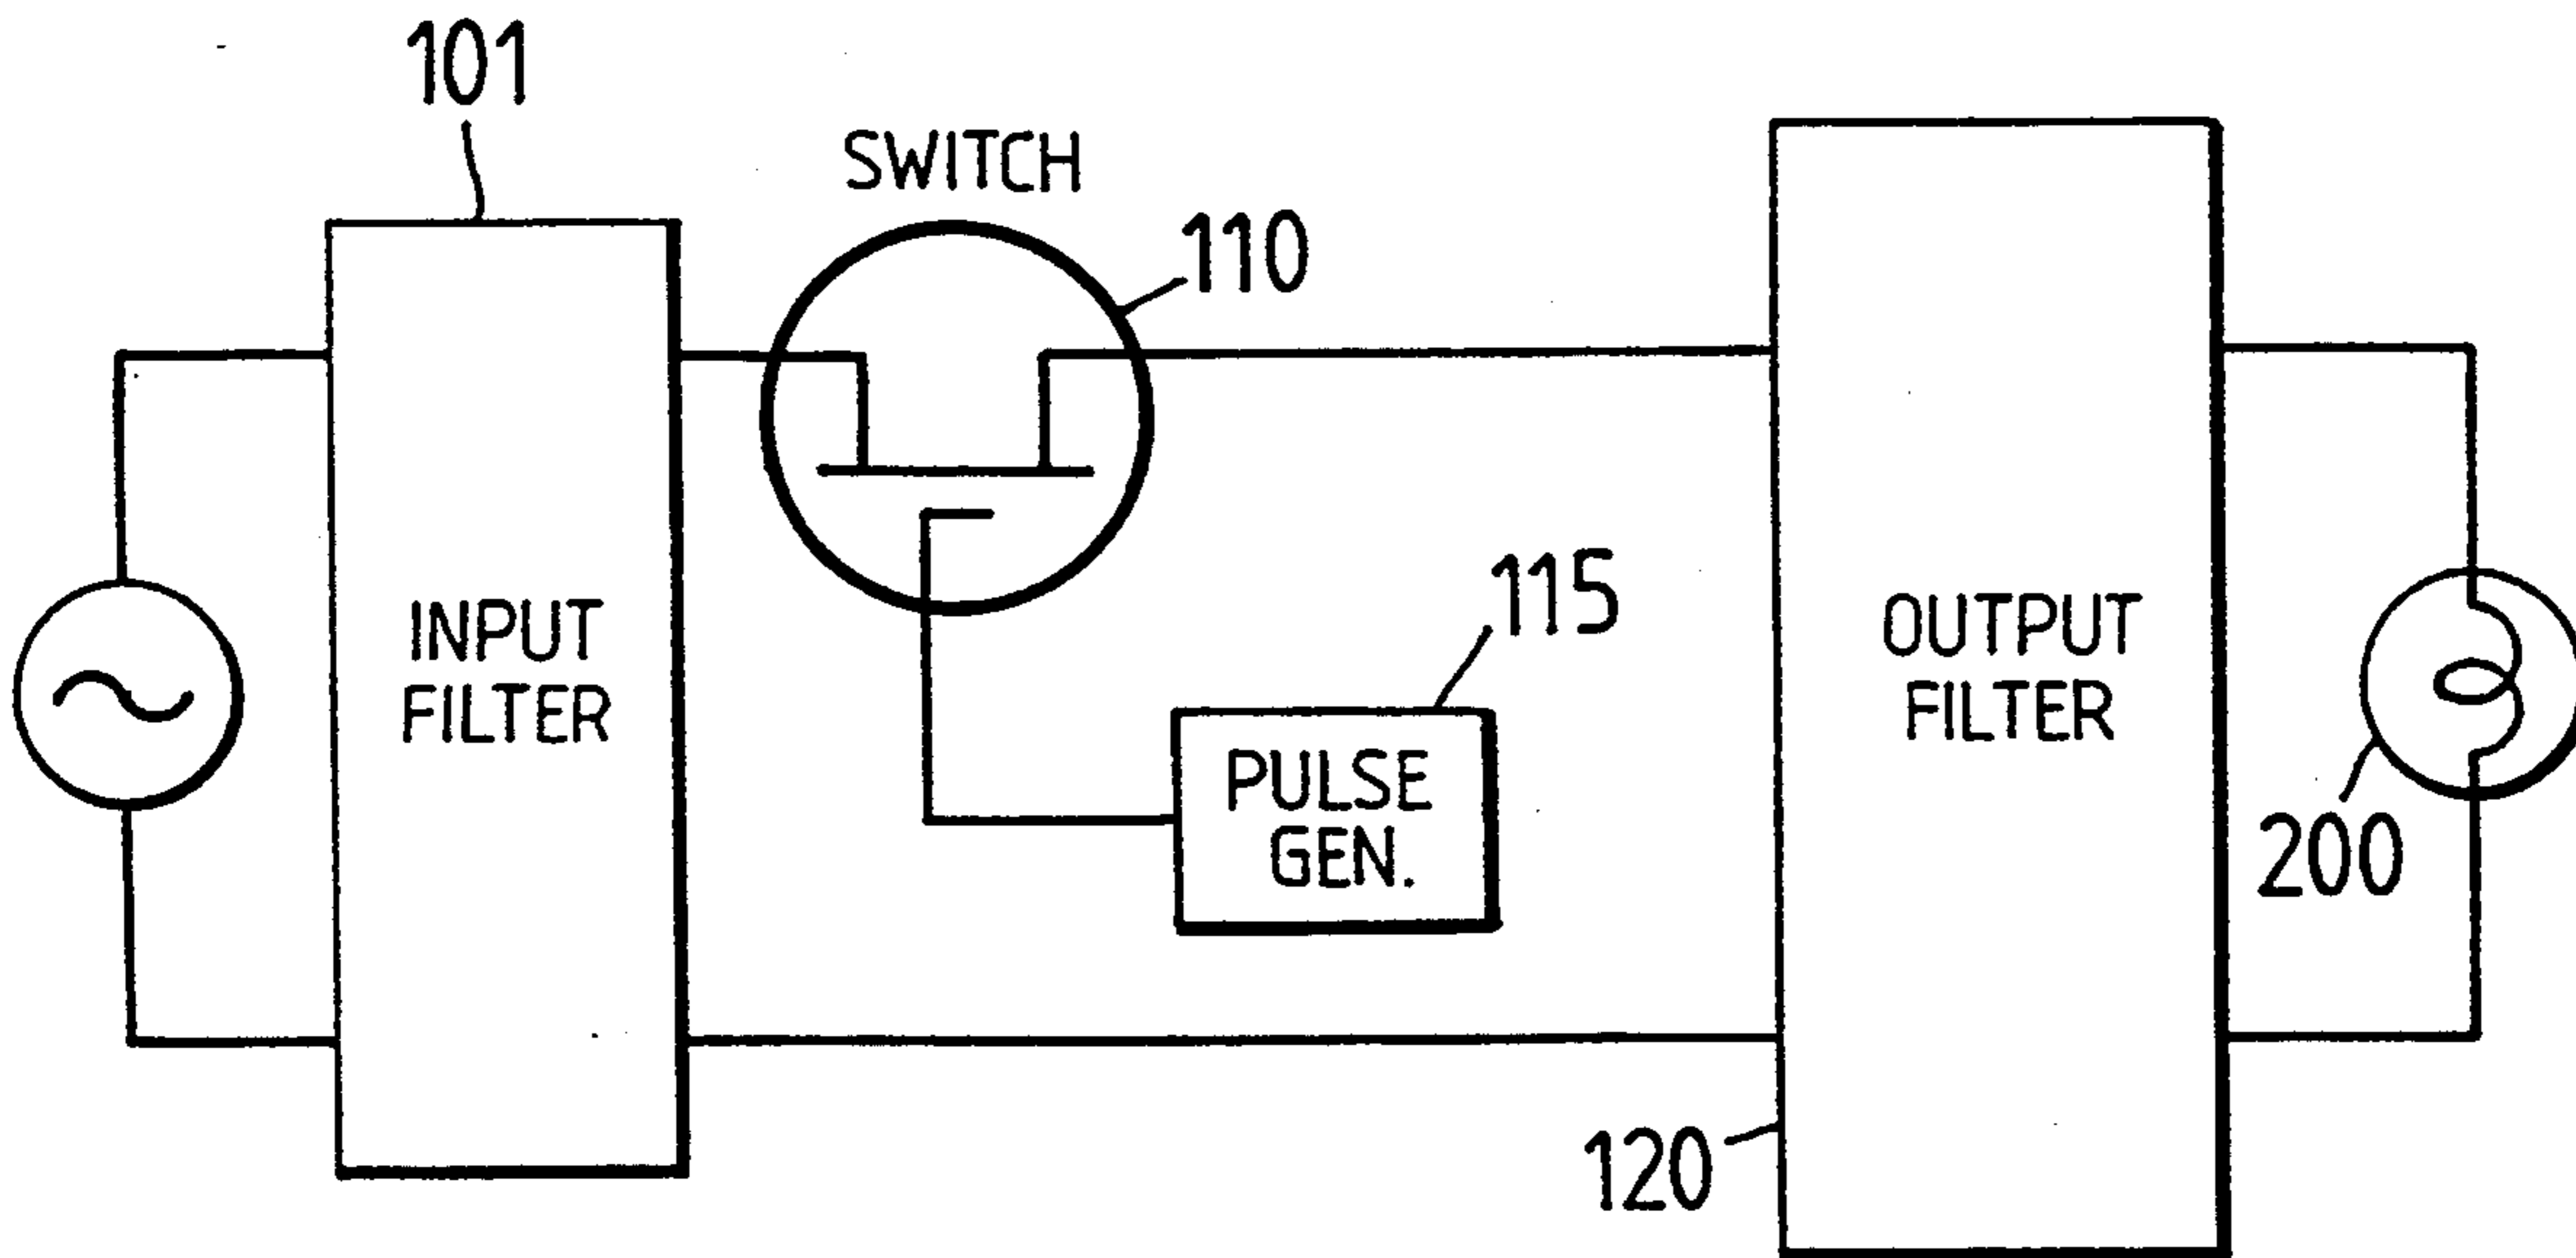 101
SWITCH
110
INPUT
FILTER
115
PULSE
GEN.
OUTPUT
FILTER
200
120